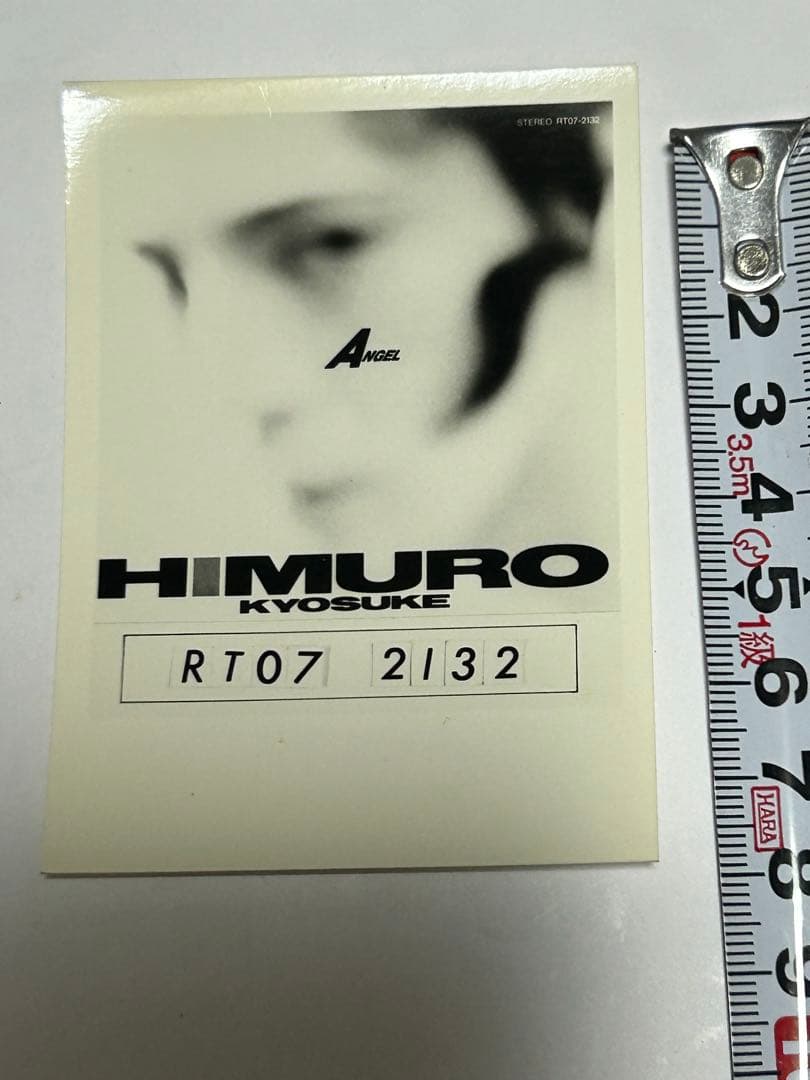 STEREO RT07-2132
ANGEL
HIMURO
KYOSUKE
RT07 2132
2
3
3.5m
4
5
1級
6
7
HARA
8
9